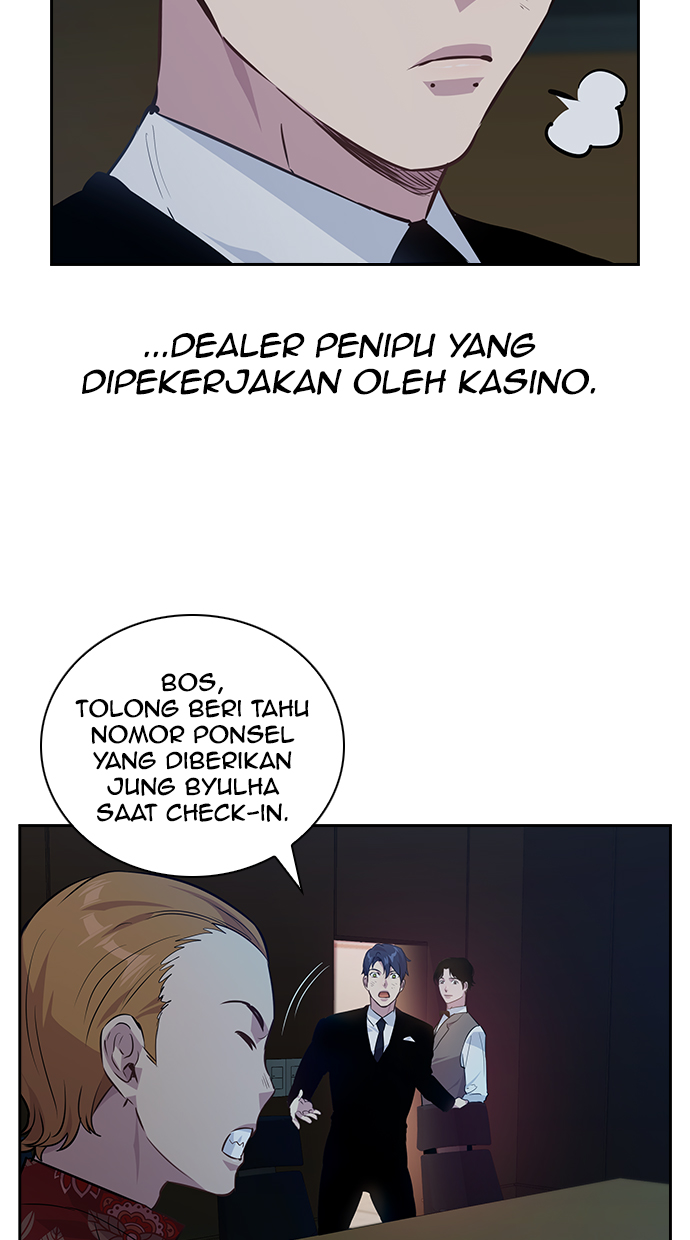 ...DEALER PENIPU YANG
DIPEKERJAKAN OLEH KASINO.
BOS,
TOLONG BERI TAHU
NOMOR PONSEL
YANG DIBERIKAN
JUNG BYULHA
SAAT CHECK-IN.